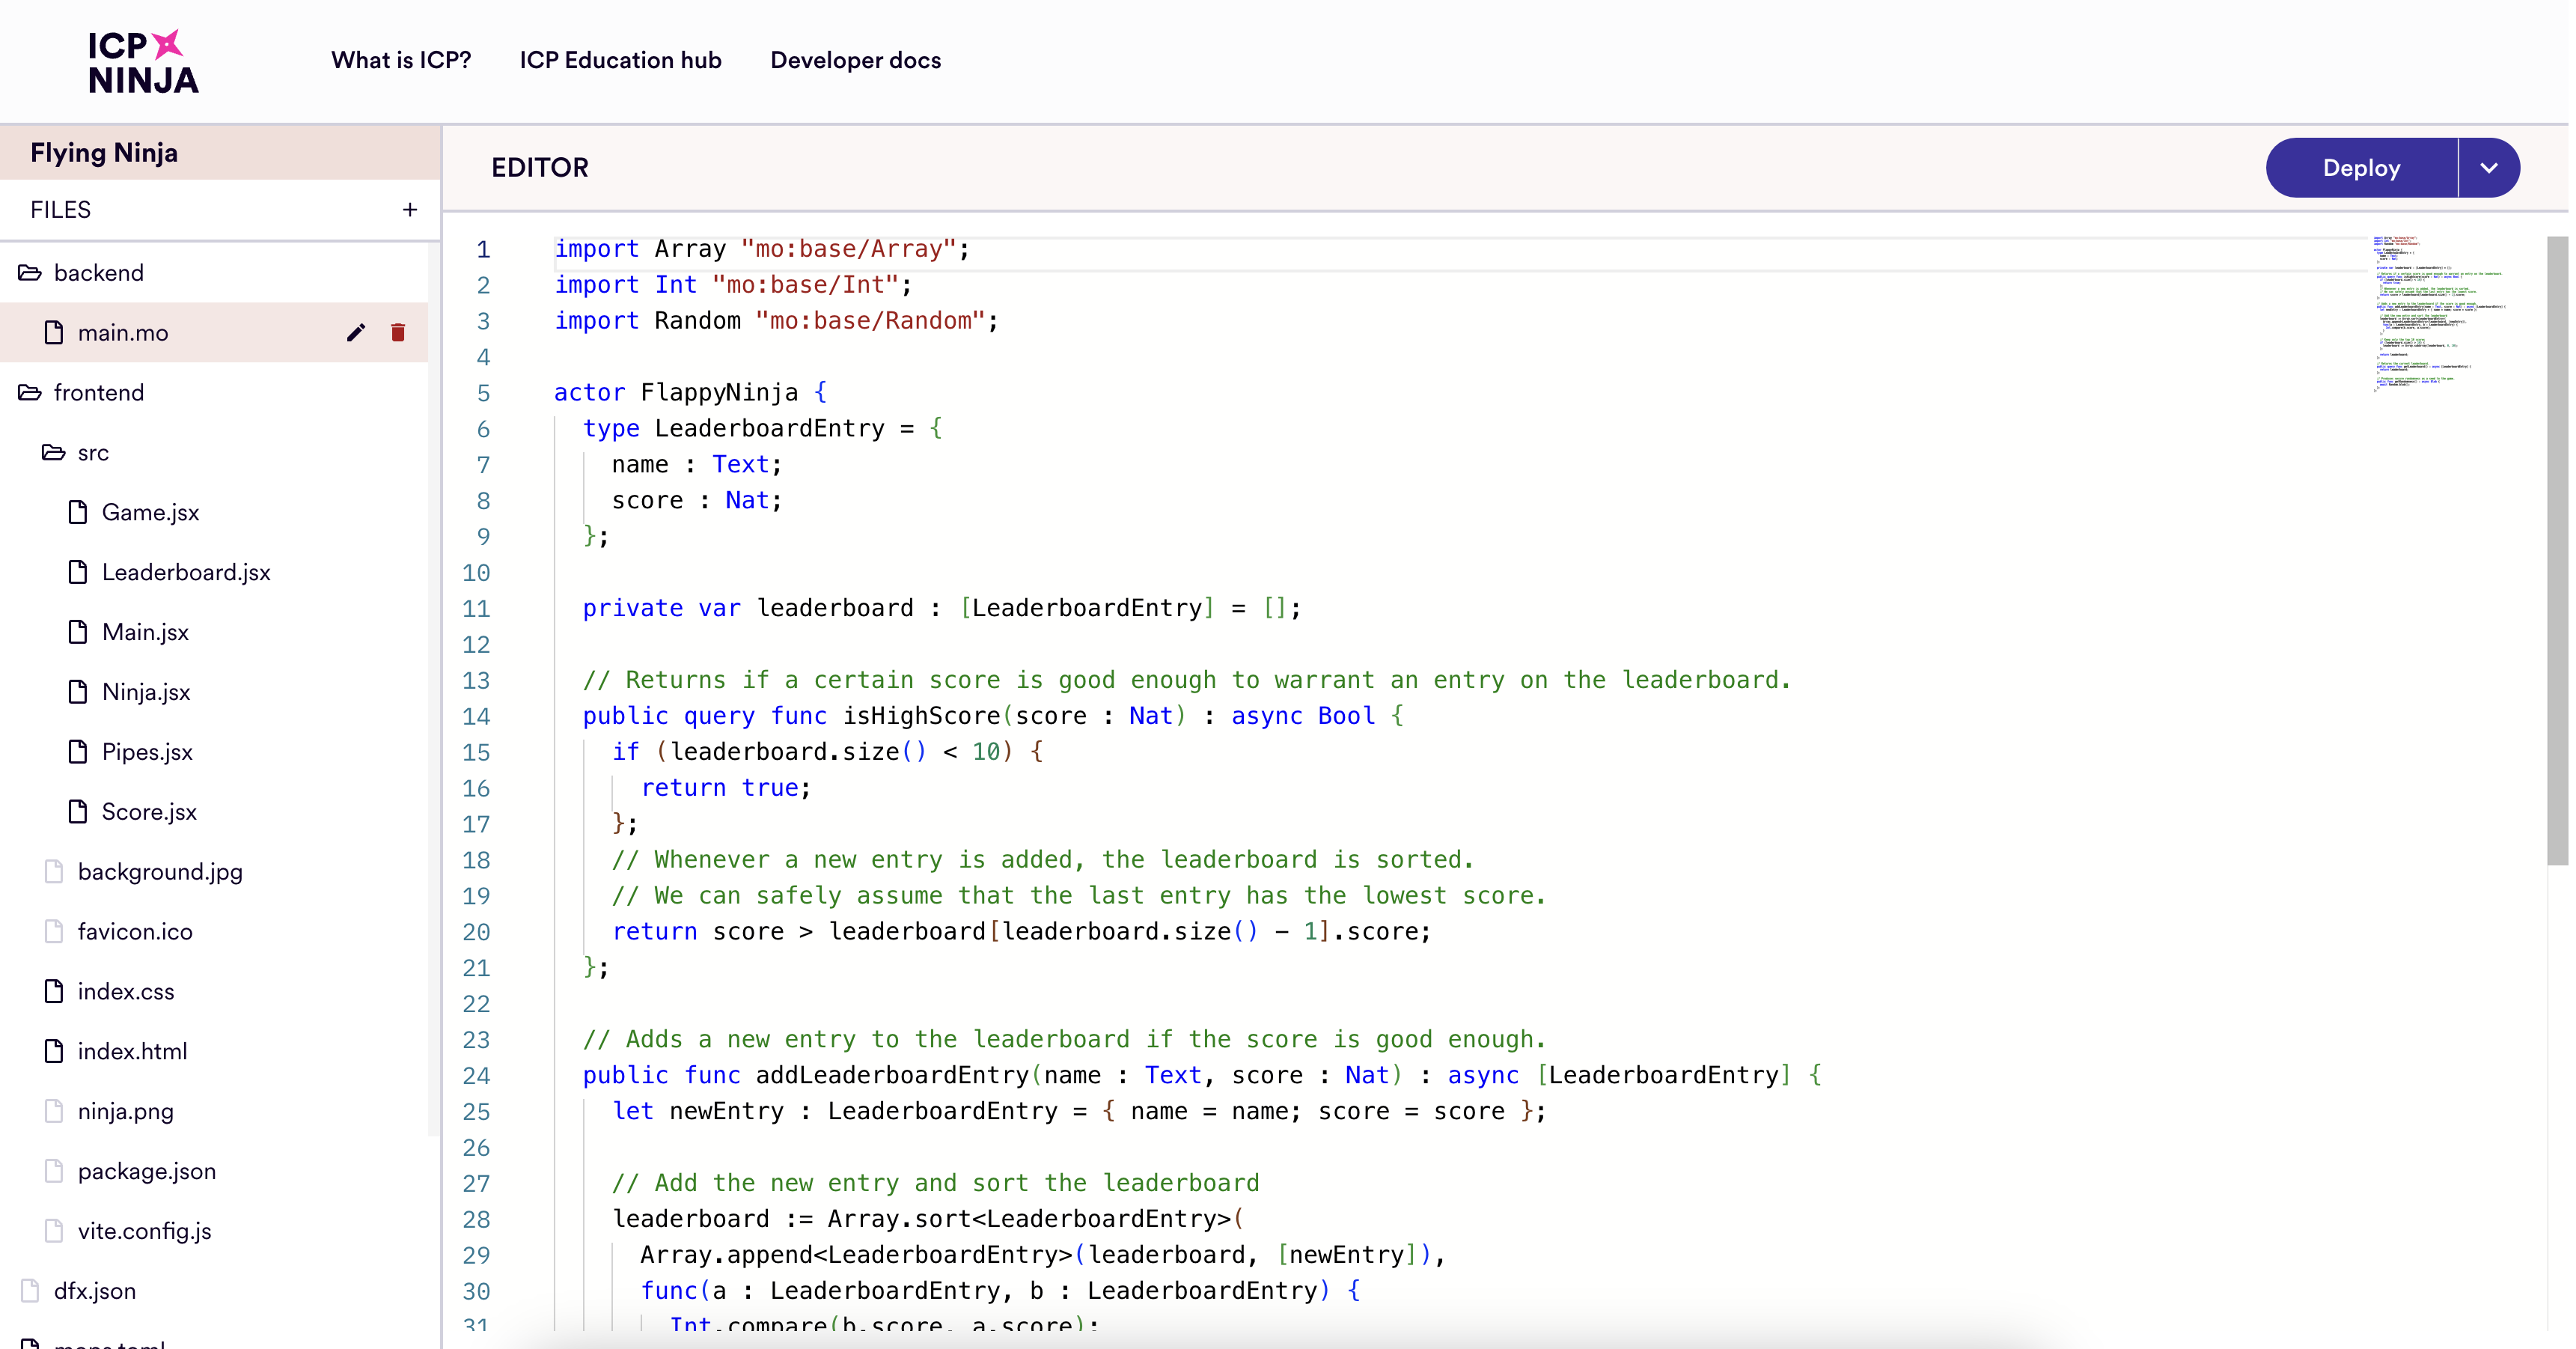 ICP
NINJA
What is ICP?
ICP Education hub
Developer docs
Flying Ninja
FILES
+
backend
main.mo
frontend
src
Game.jsx
Leaderboard.jsx
Main.jsx
Ninja.jsx
Pipes.jsx
Score.jsx
background.jpg
favicon.ico
index.css
index.html
ninja.png
package.json
vite.config.js
dfx.json
mops.toml
EDITOR
Deploy
1 import Array "mo:base/Array";
2 import Int "mo:base/Int";
3 import Random "mo:base/Random";
4
5 actor FlappyNinja {
6 type LeaderboardEntry = {
7 name : Text;
8 score : Nat;
9 };
10
11 private var leaderboard : [LeaderboardEntry] = [];
12
13 // Returns if a certain score is good enough to warrant an entry on the leaderboard.
14 public query func isHighScore(score : Nat) : async Bool {
15 if (leaderboard.size() < 10) {
16 return true;
17 };
18 // Whenever a new entry is added, the leaderboard is sorted.
19 // We can safely assume that the last entry has the lowest score.
20 return score > leaderboard[leaderboard.size() - 1].score;
21 };
22
23 // Adds a new entry to the leaderboard if the score is good enough.
24 public func addLeaderboardEntry(name : Text, score : Nat) : async [LeaderboardEntry] {
25 let newEntry : LeaderboardEntry = { name = name; score = score };
26
27 // Add the new entry and sort the leaderboard
28 leaderboard := Array.sort<LeaderboardEntry>(
29 Array.append<LeaderboardEntry>(leaderboard, [newEntry]),
30 func(a : LeaderboardEntry, b : LeaderboardEntry) {
31 Int.compare(b.score, a.score);